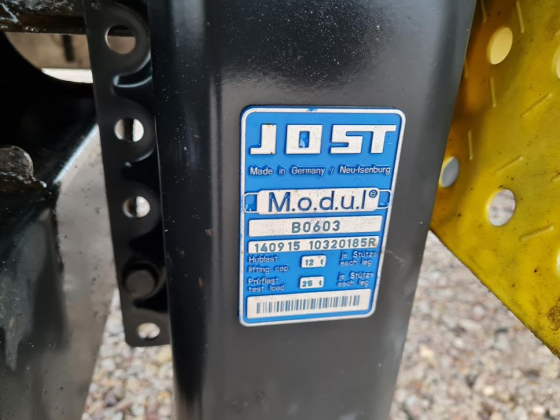 JOST
Made in Germany / Neu-Isenburg
M.o.d.u.l®
B0603
140915 10320185R
Hublast 12 t je Stütze
lifting cap each leg
Prüflast 25 t je Stütze
test load each leg